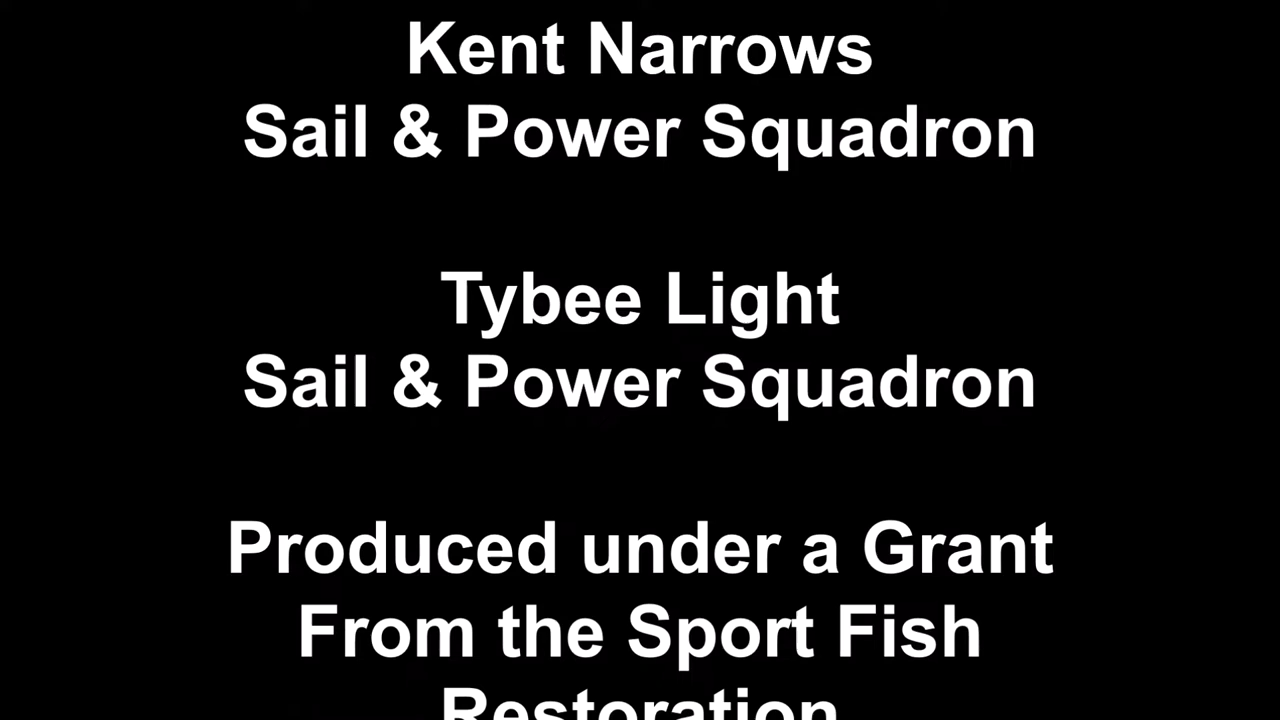 Kent Narrows
Sail & Power Squadron
Tybee Light
Sail & Power Squadron
Produced under a Grant
From the Sport Fish
Restoration